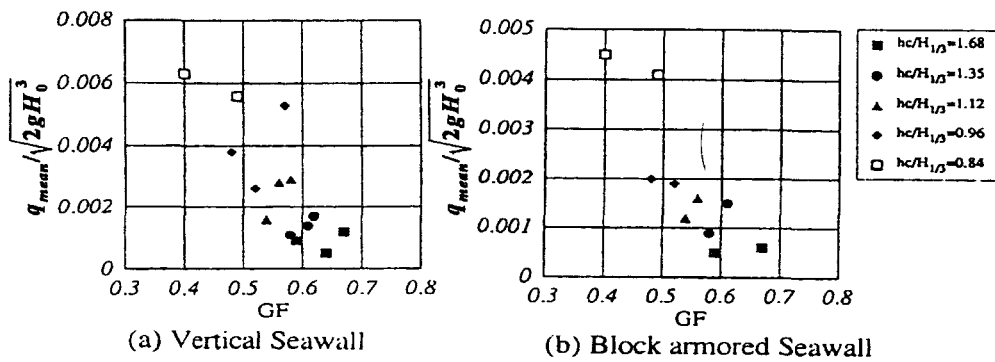 0.008
0.006
0.004
0.002
0
q_mean/√2gH_0^3
0.3 0.4 0.5 0.6 0.7 0.8
GF
(a) Vertical Seawall
0.005
0.004
0.003
0.002
0.001
0
q_mean/√2gH_0^3
0.3 0.4 0.5 0.6 0.7 0.8
GF
(b) Block armored Seawall
hc/H1/3=1.68
hc/H1/3=1.35
hc/H1/3=1.12
hc/H1/3=0.96
hc/H1/3=0.84